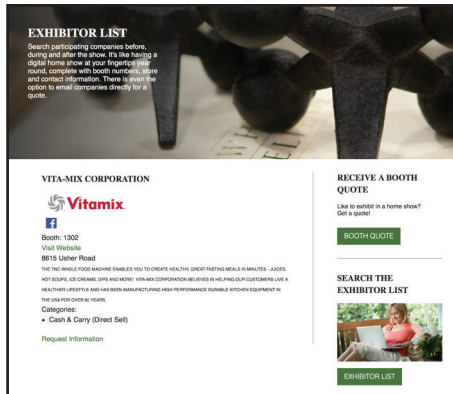 EXHIBITOR LIST
Search participating companies before,
during and after the show. It's like having a
digital home show at your fingertips year
round, complete with booth numbers, store
and contact information. There is even the
option to email companies directly for a
quote.
VITA-MIX CORPORATION
Vitamix
Booth: 1302
Visit Website
8615 Usher Road
THE TNC WHOLE FOOD MACHINE ENABLES YOU TO CREATE HEALTHY, GREAT-TASTING MEALS IN MINUTES - JUICES,
HOT SOUPS, ICE CREAMS, DIPS AND MORE! VITA-MIX CORPORATION BELIEVES IN HELPING OUR CUSTOMERS LIVE A
HEALTHIER LIFESTYLE AND HAS BEEN MANUFACTURING HIGH PERFORMANCE DURABLE KITCHEN EQUIPMENT IN
THE USA FOR OVER 80 YEARS.
Categories:
• Cash & Carry (Direct Sell)
Request Information
RECEIVE A BOOTH
QUOTE
Like to exhibit in a home show?
Get a quote!
BOOTH QUOTE
SEARCH THE
EXHIBITOR LIST
EXHIBITOR LIST